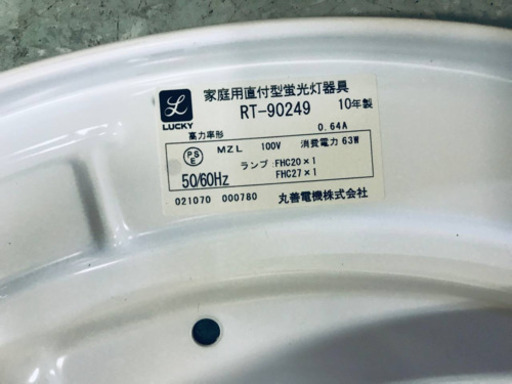 家庭用直付型蛍光灯器具
LUCKY
RT-90249 10年製
高力率形 0.64A
PSE MZL 100V 消費電力 63W
50/60Hz ランプ:FHC20×1
FHC27×1
021070 000780 丸善電機株式会社